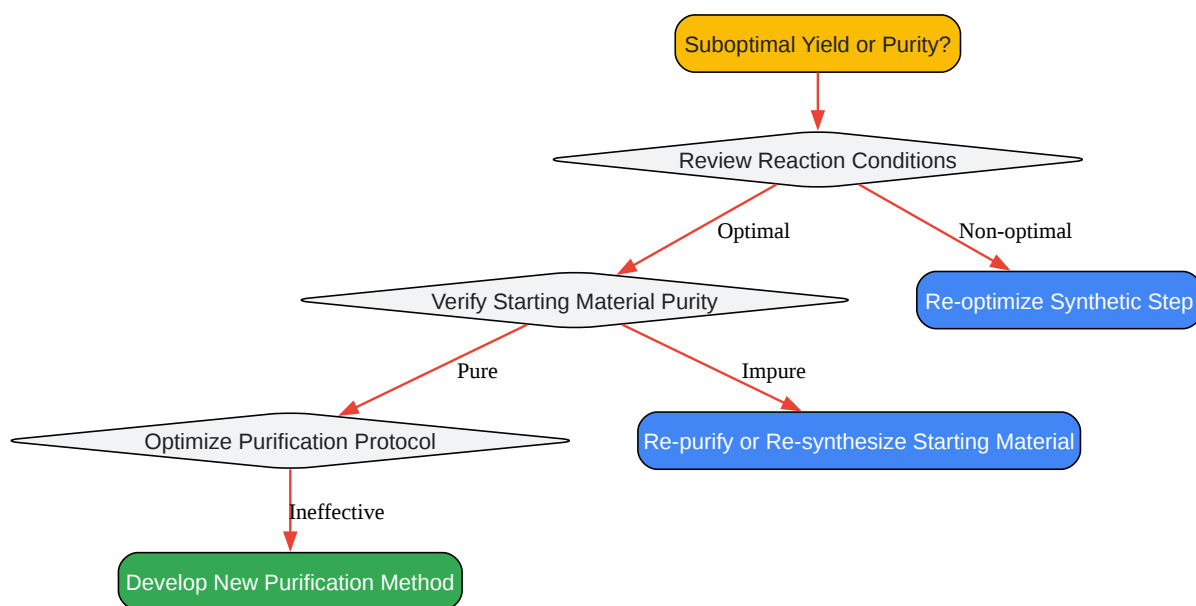 Suboptimal Yield or Purity?
Review Reaction Conditions
Optimal
Non-optimal
Verify Starting Material Purity
Re-optimize Synthetic Step
Pure
Impure
Optimize Purification Protocol
Re-purify or Re-synthesize Starting Material
Ineffective
Develop New Purification Method